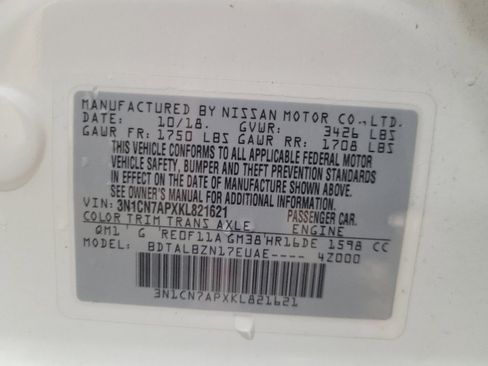 MANUFACTURED BY NISSAN MOTOR CO.,LTD.
DATE: 10/18. GVWR: 3426 LBS
GAWR FR: 1750 LBS GAWR RR: 1708 LBS
THIS VEHICLE CONFORMS TO ALL APPLICABLE FEDERAL MOTOR
VEHICLE SAFETY, BUMPER AND THEFT PREVENTION STANDARDS
IN EFFECT ON THE DATE OF MANUFACTURE SHOWN ABOVE.
SEE OWNER'S MANUAL FOR ADDITIONAL INFORMATION
VIN: 3N1CN7APXKL821621 PASSENGER CAR.
COLOR TRIM TRANS AXLE ENGINE
QM1 G RE0F11A GM38 HR16DE 1598 CC
MODEL: BDTALBZN17EUAE---- 4Z000
3N1CN7APXKL821621